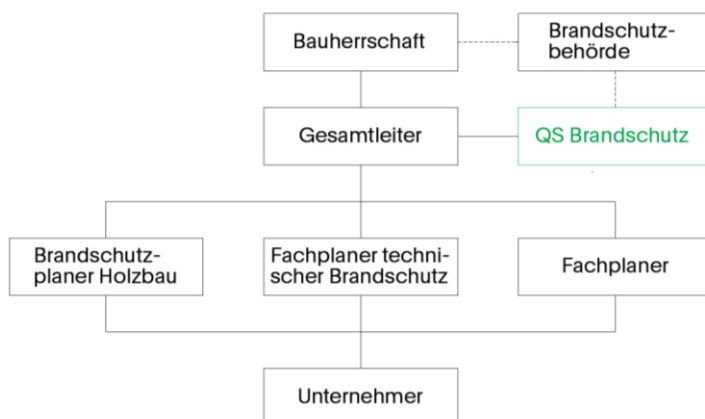 Bauherrschaft
Brandschutz-
behörde
Gesamtleiter
QS Brandschutz
Brandschutz-
planer Holzbau
Fachplaner techni-
scher Brandschutz
Fachplaner
Unternehmer